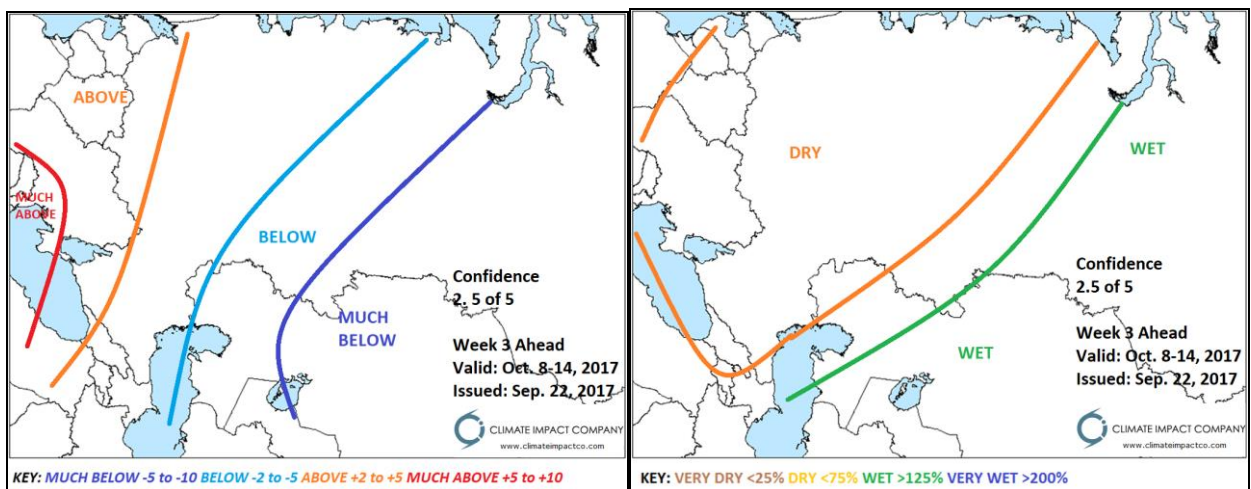 ABOVE
MUCH
ABOVE
BELOW
Confidence
2. 5 of 5
MUCH
BELOW
Week 3 Ahead
Valid: Oct. 8-14, 2017
Issued: Sep. 22, 2017
CLIMATE IMPACT COMPANY
www.climateimpactco.com
KEY: MUCH BELOW -5 to -10 BELOW -2 to -5 ABOVE +2 to +5 MUCH ABOVE +5 to +10
DRY
WET
Confidence
2.5 of 5
WET
Week 3 Ahead
Valid: Oct. 8-14, 2017
Issued: Sep. 22, 2017
CLIMATE IMPACT COMPANY
www.climateimpactco.com
KEY: VERY DRY <25% DRY <75% WET >125% VERY WET >200%